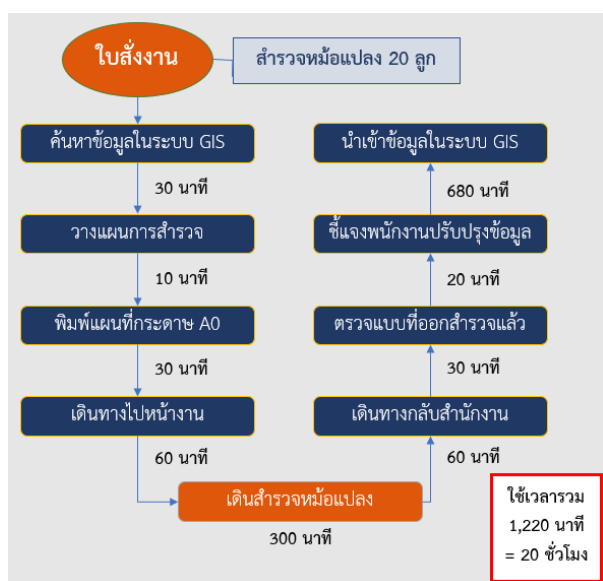 ใบสั่งงาน
สำรวจหม้อแปลง 20 ลูก
ค้นหาข้อมูลในระบบ GIS
30 นาที
วางแผนการสำรวจ
10 นาที
พิมพ์แผนที่กระดาษ A0
30 นาที
เดินทางไปหน้างาน
60 นาที
เดินสำรวจหม้อแปลง
300 นาที
60 นาที
เดินทางกลับสำนักงาน
30 นาที
ตรวจแบบที่ออกสำรวจแล้ว
20 นาที
ชี้แจงพนักงานปรับปรุงข้อมูล
680 นาที
นำเข้าข้อมูลในระบบ GIS
ใช้เวลารวม
1,220 นาที
= 20 ชั่วโมง